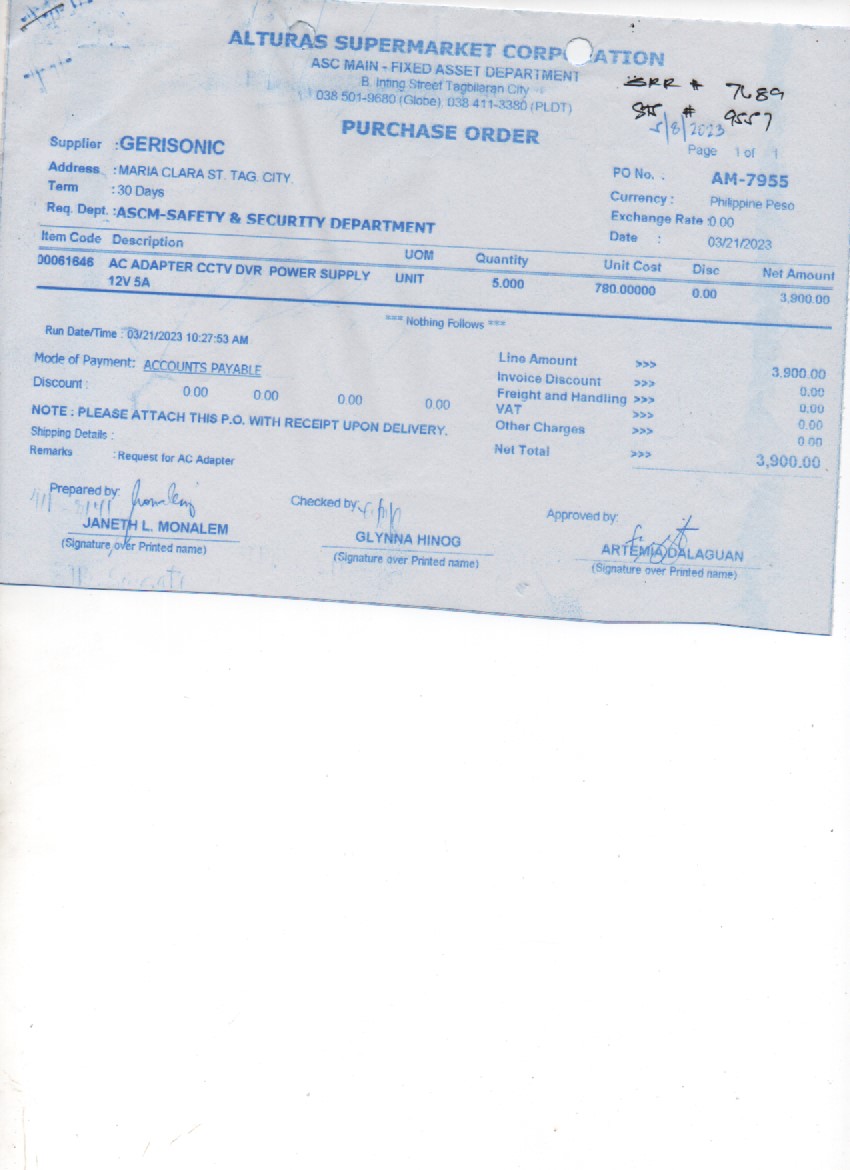 ALTURAS SUPERMARKET CORP ATION
ASC MAIN - FIXED ASSET DEPARTMENT
B. Inting Street Tagbilaran City
038 501-9680 (Globe), 038 411-3380 (PLDT)
# 7689
# 9557
5/8/2023
PURCHASE ORDER
Page 1 of 1
Supplier :GERISONIC
Address :MARIA CLARA ST. TAG. CITY.
Term :30 Days
Req. Dept. :ASCM-SAFETY & SECURITY DEPARTMENT
PO No. : AM-7955
Currency : Philippine Peso
Exchange Rate :0.00
Date : 03/21/2023
Item Code Description UOM Quantity Unit Cost Disc Net Amount
00061646 AC ADAPTER CCTV DVR POWER SUPPLY UNIT 5.000 780.00000 0.00 3,900.00
12V 5A
*** Nothing Follows ***
Run Date/Time : 03/21/2023 10:27:53 AM
Mode of Payment: ACCOUNTS PAYABLE
Discount : 0.00 0.00 0.00 0.00
NOTE : PLEASE ATTACH THIS P.O. WITH RECEIPT UPON DELIVERY.
Shipping Details :
Remarks :Request for AC Adapter
Line Amount >>> 3,900.00
Invoice Discount >>> 0.00
Freight and Handling >>> 0.00
VAT >>> 0.00
Other Charges >>> 0.00
Net Total >>> 3,900.00
Prepared by:
JANETH L. MONALEM
(Signature over Printed name)
Checked by:
GLYNNA HINOG
(Signature over Printed name)
Approved by:
ARTEMIA DALAGUAN
(Signature over Printed name)